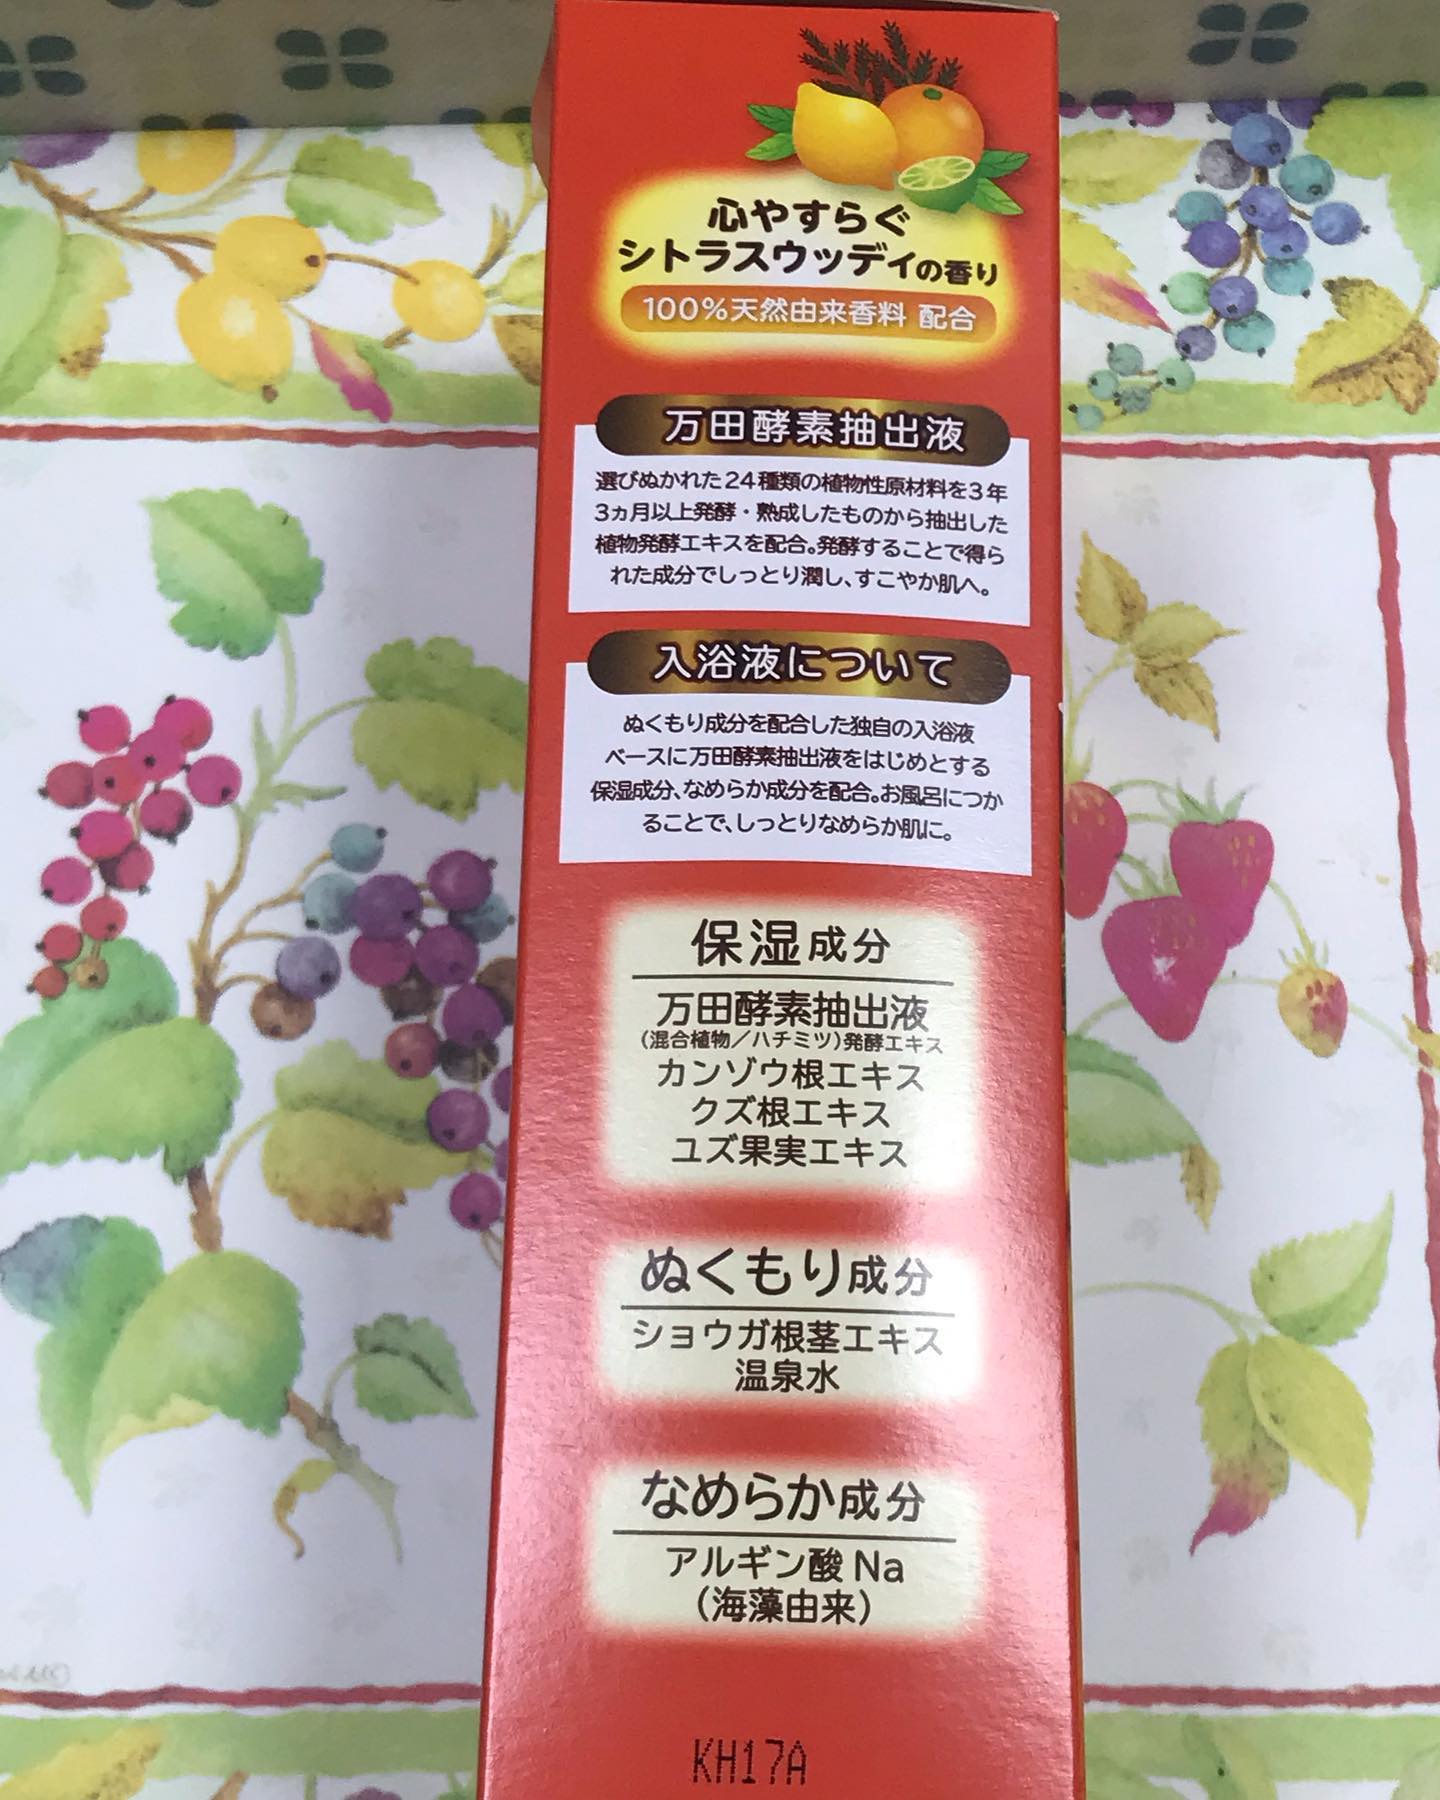 心やすらぐ
シトラスウッディの香り
100%天然由来香料 配合
万田酵素抽出液
選びぬかれた24種類の植物性原材料を3年
3ヵ月以上発酵・熟成したものから抽出した
植物発酵エキスを配合。発酵することで得ら
れた成分でしっとり潤し、すこやか肌へ。
入浴液について
ぬくもり成分を配合した独自の入浴液
ベースに万田酵素抽出液をはじめとする
保湿成分、なめらか成分を配合。お風呂につか
ることで、しっとりなめらか肌に。
保湿成分
万田酵素抽出液
(混合植物/ハチミツ)発酵エキス
カンゾウ根エキス
クズ根エキス
ユズ果実エキス
ぬくもり成分
ショウガ根茎エキス
温泉水
なめらか成分
アルギン酸Na
(海藻由来)
KH17A